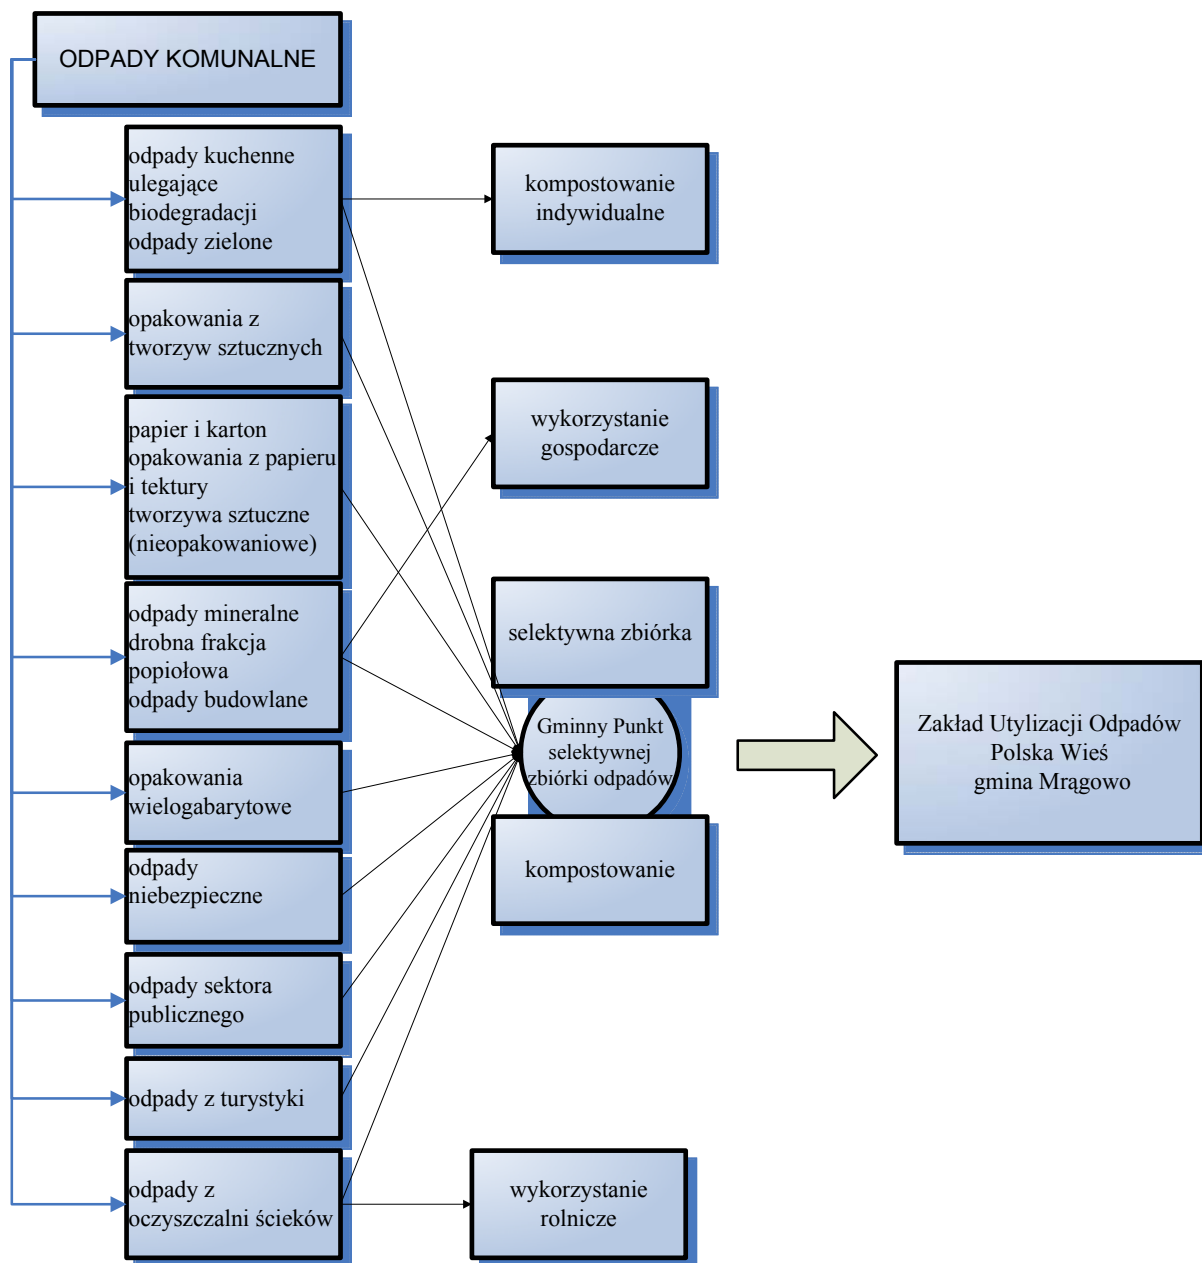 ODPADY KOMUNALNE
odpady kuchenne
ulegające
biodegradacji
odpady zielone
kompostowanie
indywidualne
opakowania z
tworzyw sztucznych
papier i karton
opakowania z papieru
i tektury
tworzywa sztuczne
(nieopakowaniowe)
wykorzystanie
gospodarcze
odpady mineralne
drobna frakcja
popiołowa
odpady budowlane
selektywna zbiórka
Gminny Punkt
selektywnej
zbiórki odpadów
kompostowanie
Zakład Utylizacji Odpadów
Polska Wieś
gmina Mrągowo
opakowania
wielogabarytowe
odpady
niebezpieczne
odpady sektora
publicznego
odpady z turystyki
odpady z
oczyszczalni ścieków
wykorzystanie
rolnicze